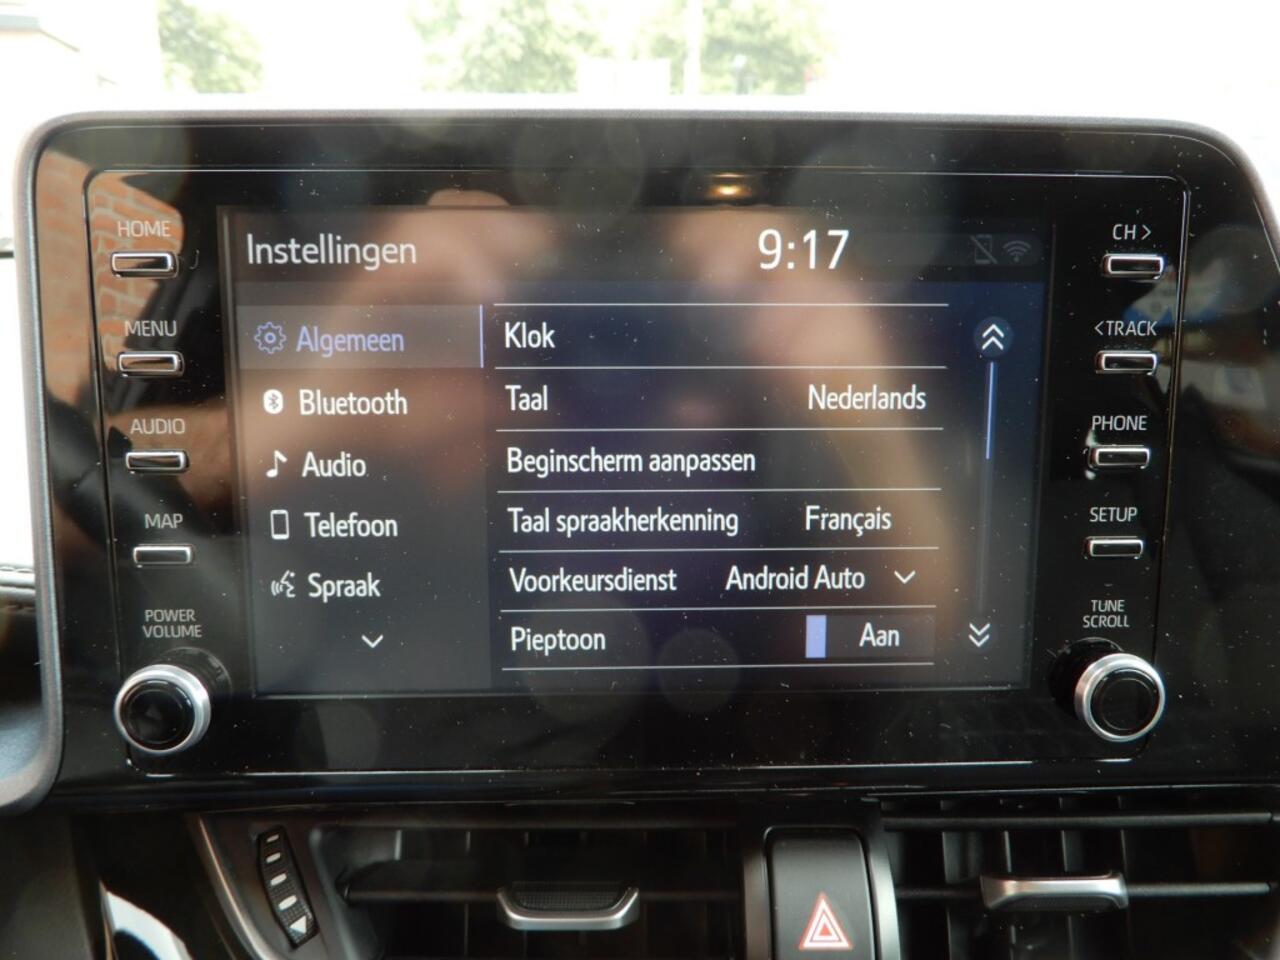 HOME
MENU
AUDIO
MAP
POWER
VOLUME
Instellingen 9:17
Algemeen
Bluetooth
Audio
Telefoon
Spraak
Klok
Taal Nederlands
Beginscherm aanpassen
Taal spraakherkenning Français
Voorkeursdienst Android Auto
Pieptoon Aan
CH >
< TRACK
PHONE
SETUP
TUNE
SCROLL